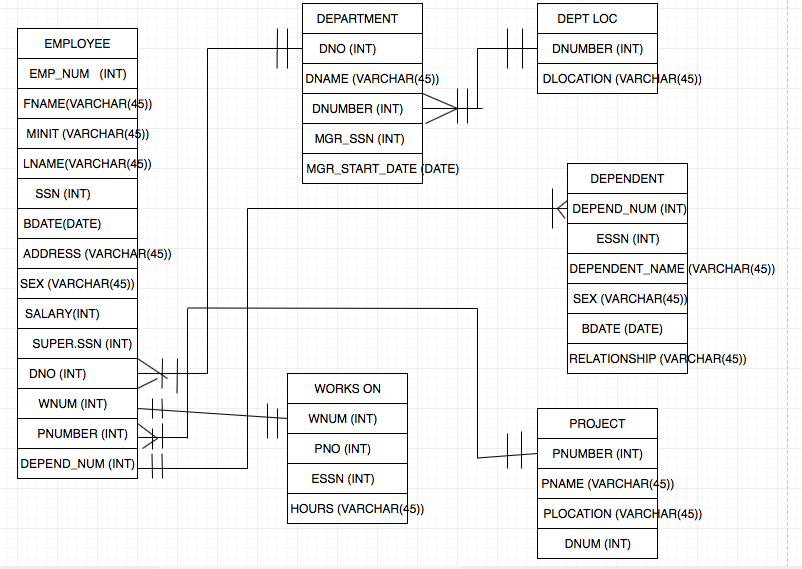 EMPLOYEE
EMP_NUM (INT)
FNAME(VARCHAR(45))
MINIT (VARCHAR(45))
LNAME(VARCHAR(45))
SSN (INT)
BDATE(DATE)
ADDRESS (VARCHAR(45))
SEX (VARCHAR(45))
SALARY(INT)
SUPER.SSN (INT)
DNO (INT)
WNUM (INT)
PNUMBER (INT)
DEPEND_NUM (INT)
DEPARTMENT
DNO (INT)
DNAME (VARCHAR(45))
DNUMBER (INT)
MGR_SSN (INT)
MGR_START_DATE (DATE)
DEPT LOC
DNUMBER (INT)
DLOCATION (VARCHAR(45))
DEPENDENT
DEPEND_NUM (INT)
ESSN (INT)
DEPENDENT_NAME (VARCHAR(45))
SEX (VARCHAR(45))
BDATE (DATE)
RELATIONSHIP (VARCHAR(45))
WORKS ON
WNUM (INT)
PNO (INT)
ESSN (INT)
HOURS (VARCHAR(45))
PROJECT
PNUMBER (INT)
PNAME (VARCHAR(45))
PLOCATION (VARCHAR(45))
DNUM (INT)